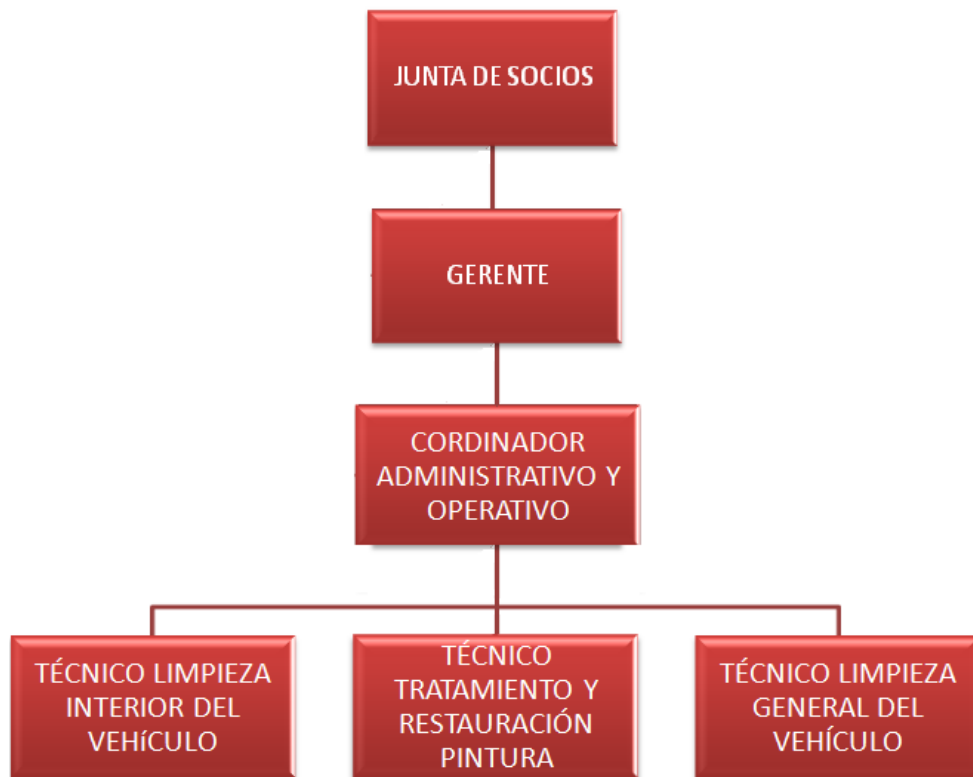 JUNTA DE SOCIOS
GERENTE
CORDINADOR
ADMINISTRATIVO Y
OPERATIVO
TÉCNICO LIMPIEZA
INTERIOR DEL
VEHíCULO
TÉCNICO
TRATAMIENTO Y
RESTAURACIÓN
PINTURA
TÉCNICO LIMPIEZA
GENERAL DEL
VEHÍCULO